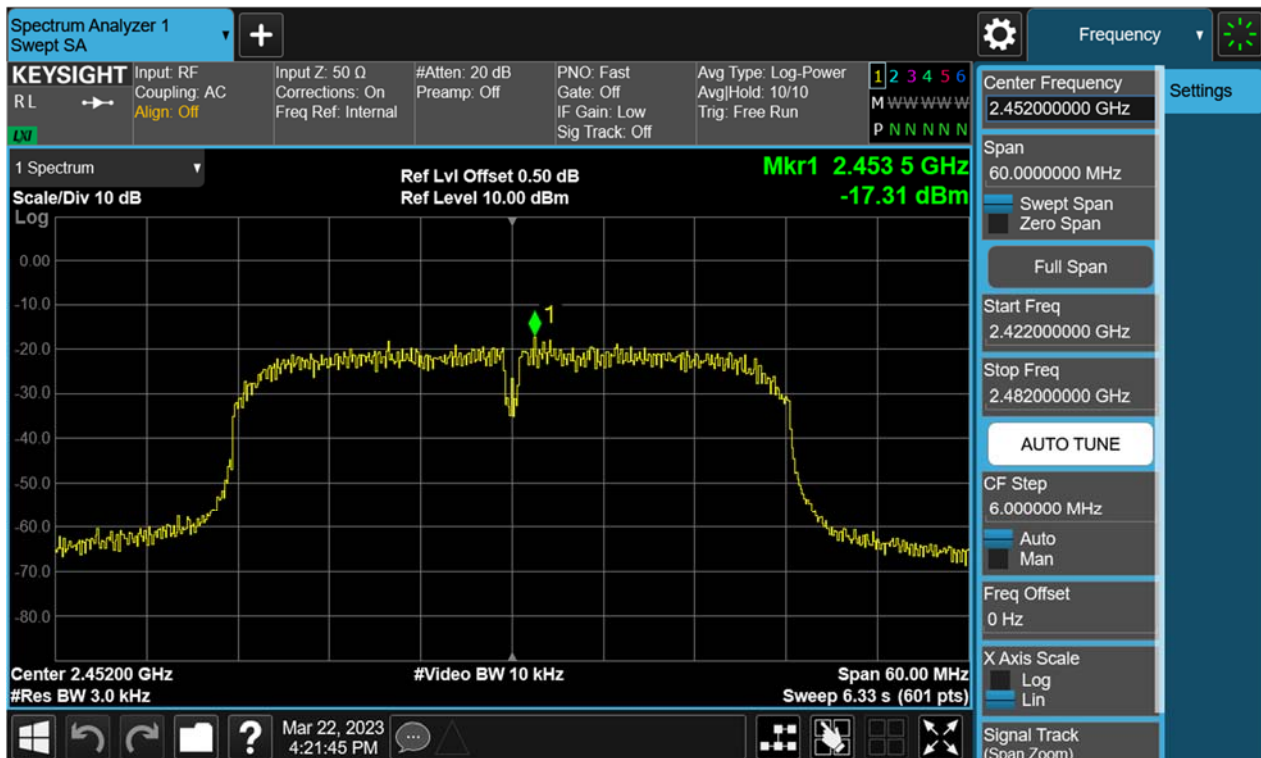 Spectrum Analyzer 1
Swept SA
+
Frequency
KEYSIGHT
R L
LXI
Input: RF
Coupling: AC
Align: Off
Input Z: 50 Ω
Corrections: On
Freq Ref: Internal
#Atten: 20 dB
Preamp: Off
PNO: Fast
Gate: Off
IF Gain: Low
Sig Track: Off
Avg Type: Log-Power
Avg|Hold: 10/10
Trig: Free Run
1 2 3 4 5 6
M W W W W W
P N N N N N
1 Spectrum
Scale/Div 10 dB
Ref Lvl Offset 0.50 dB
Ref Level 10.00 dBm
Mkr1 2.453 5 GHz
-17.31 dBm
Log
0.00
-10.0
-20.0
-30.0
-40.0
-50.0
-60.0
-70.0
-80.0
1
Center 2.45200 GHz
#Res BW 3.0 kHz
#Video BW 10 kHz
Span 60.00 MHz
Sweep 6.33 s (601 pts)
Center Frequency
2.452000000 GHz
Settings
Span
60.0000000 MHz
Swept Span
Zero Span
Full Span
Start Freq
2.422000000 GHz
Stop Freq
2.482000000 GHz
AUTO TUNE
CF Step
6.000000 MHz
Auto
Man
Freq Offset
0 Hz
X Axis Scale
Log
Lin
Signal Track
(Span Zoom)
?
Mar 22, 2023
4:21:45 PM